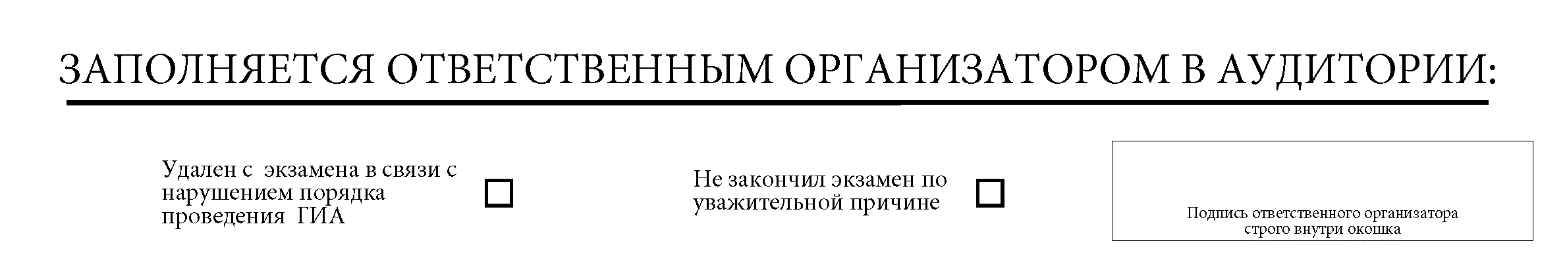 ЗАПОЛНЯЕТСЯ ОТВЕТСТВЕННЫМ ОРГАНИЗАТОРОМ В АУДИТОРИИ:
Удален с экзамена в связи с
нарушением порядка
проведения ГИА
Не закончил экзамен по
уважительной причине
Подпись ответственного организатора
строго внутри окошка